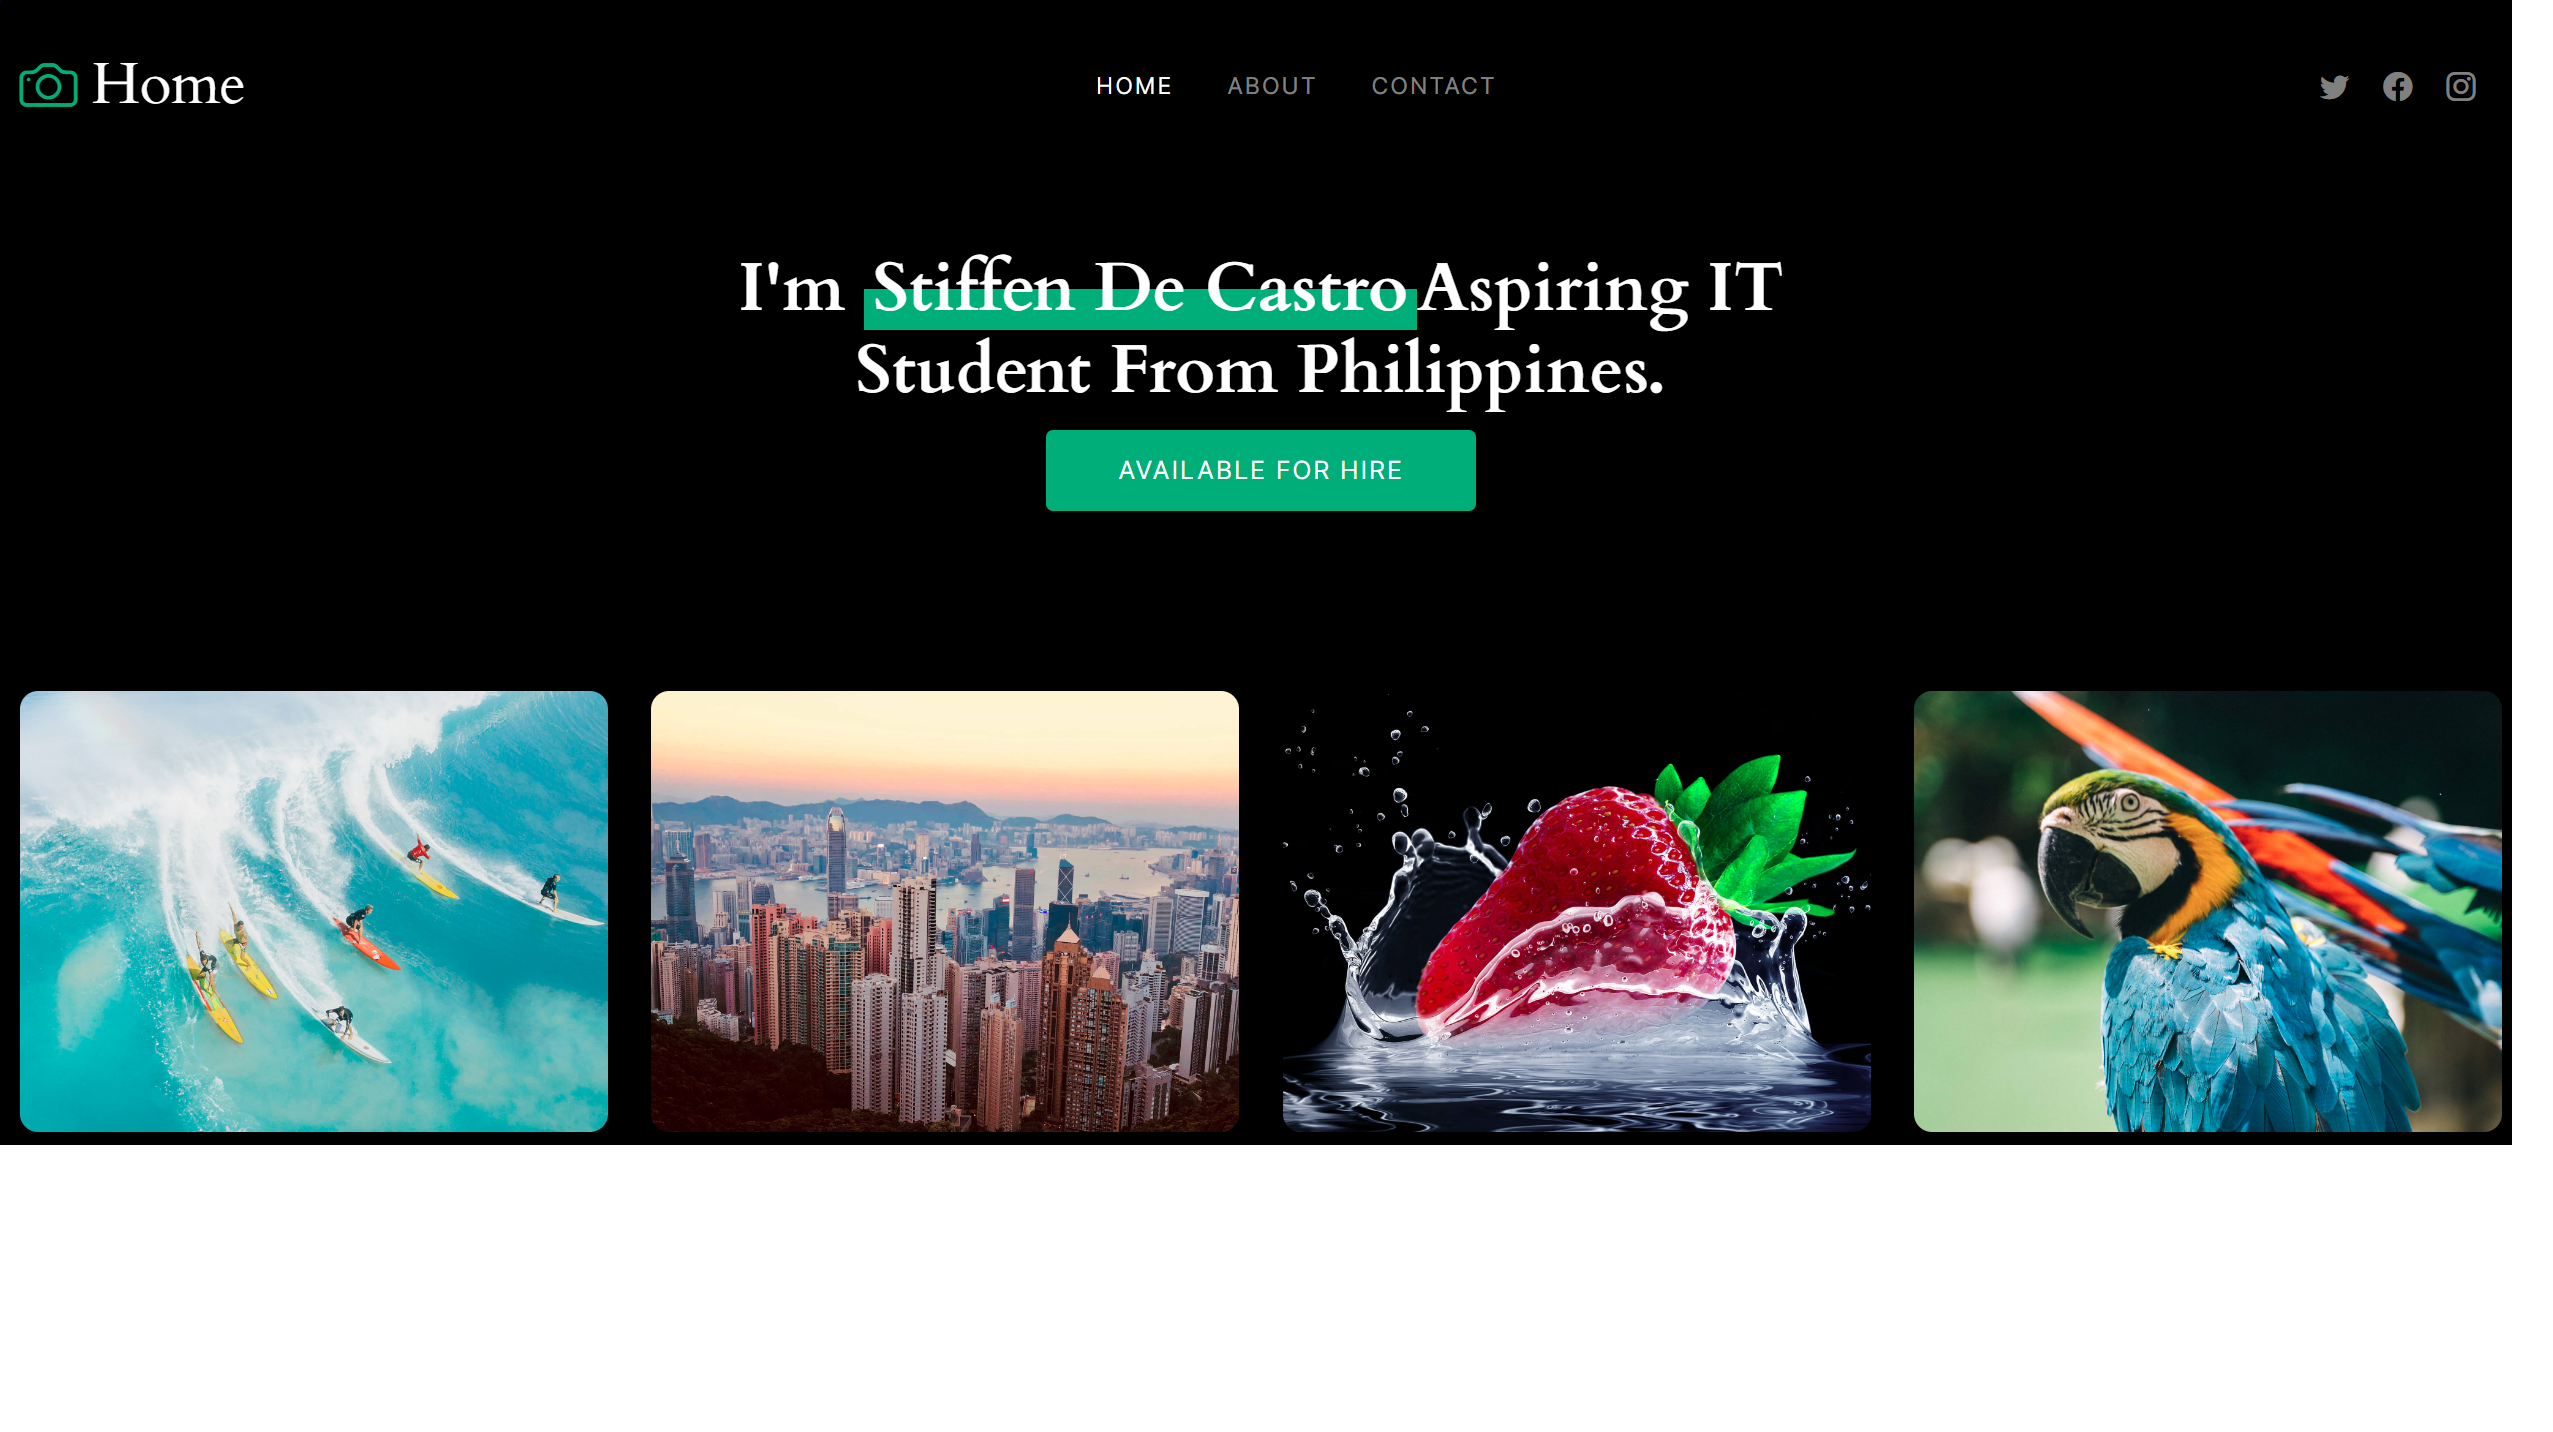 Home
HOME ABOUT CONTACT
I'm Stiffen De Castro Aspiring IT
Student From Philippines.
AVAILABLE FOR HIRE